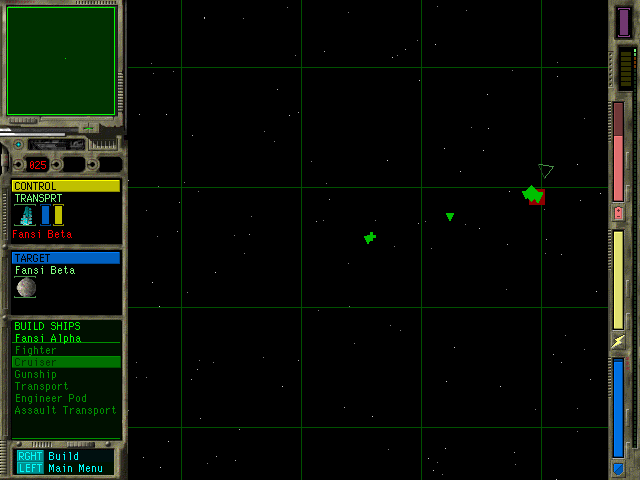 025
CONTROL
TRANSPRT
Fansi Beta
TARGET
Fansi Beta
BUILD SHIPS
Fansi Alpha
Fighter
Cruiser
Gunship
Transport
Engineer Pod
Assault Transport
RGHT Build
LEFT Main Menu